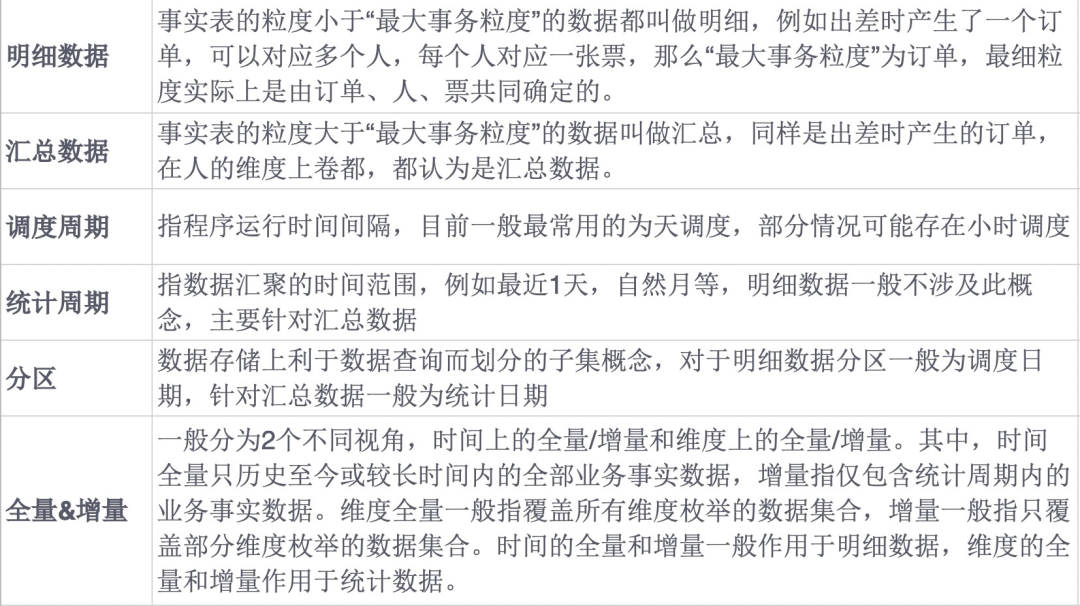 明细数据
事实表的粒度小于“最大事务粒度”的数据都叫做明细，例如出差时产生了一个订
单，可以对应多个人，每个人对应一张票，那么“最大事务粒度”为订单，最细粒
度实际上是由订单、人、票共同确定的。
汇总数据
事实表的粒度大于“最大事务粒度”的数据叫做汇总，同样是出差时产生的订单，
在人的维度上卷都，都认为是汇总数据。
调度周期
指程序运行时间间隔，目前一般最常用的为天调度，部分情况可能存在小时调度
统计周期
指数据汇聚的时间范围，例如最近1天，自然月等，明细数据一般不涉及此概
念，主要针对汇总数据
分区
数据存储上利于数据查询而划分的子集概念，对于明细数据分区一般为调度日
期，针对汇总数据一般为统计日期
全量&增量
一般分为2个不同视角，时间上的全量/增量和维度上的全量/增量。其中，时间
全量只历史至今或较长时间内的全部业务事实数据，增量指仅包含统计周期内的
业务事实数据。维度全量一般指覆盖所有维度枚举的数据集合，增量一般指只覆
盖部分维度枚举的数据集合。时间的全量和增量一般作用于明细数据，维度的全
量和增量作用于统计数据。